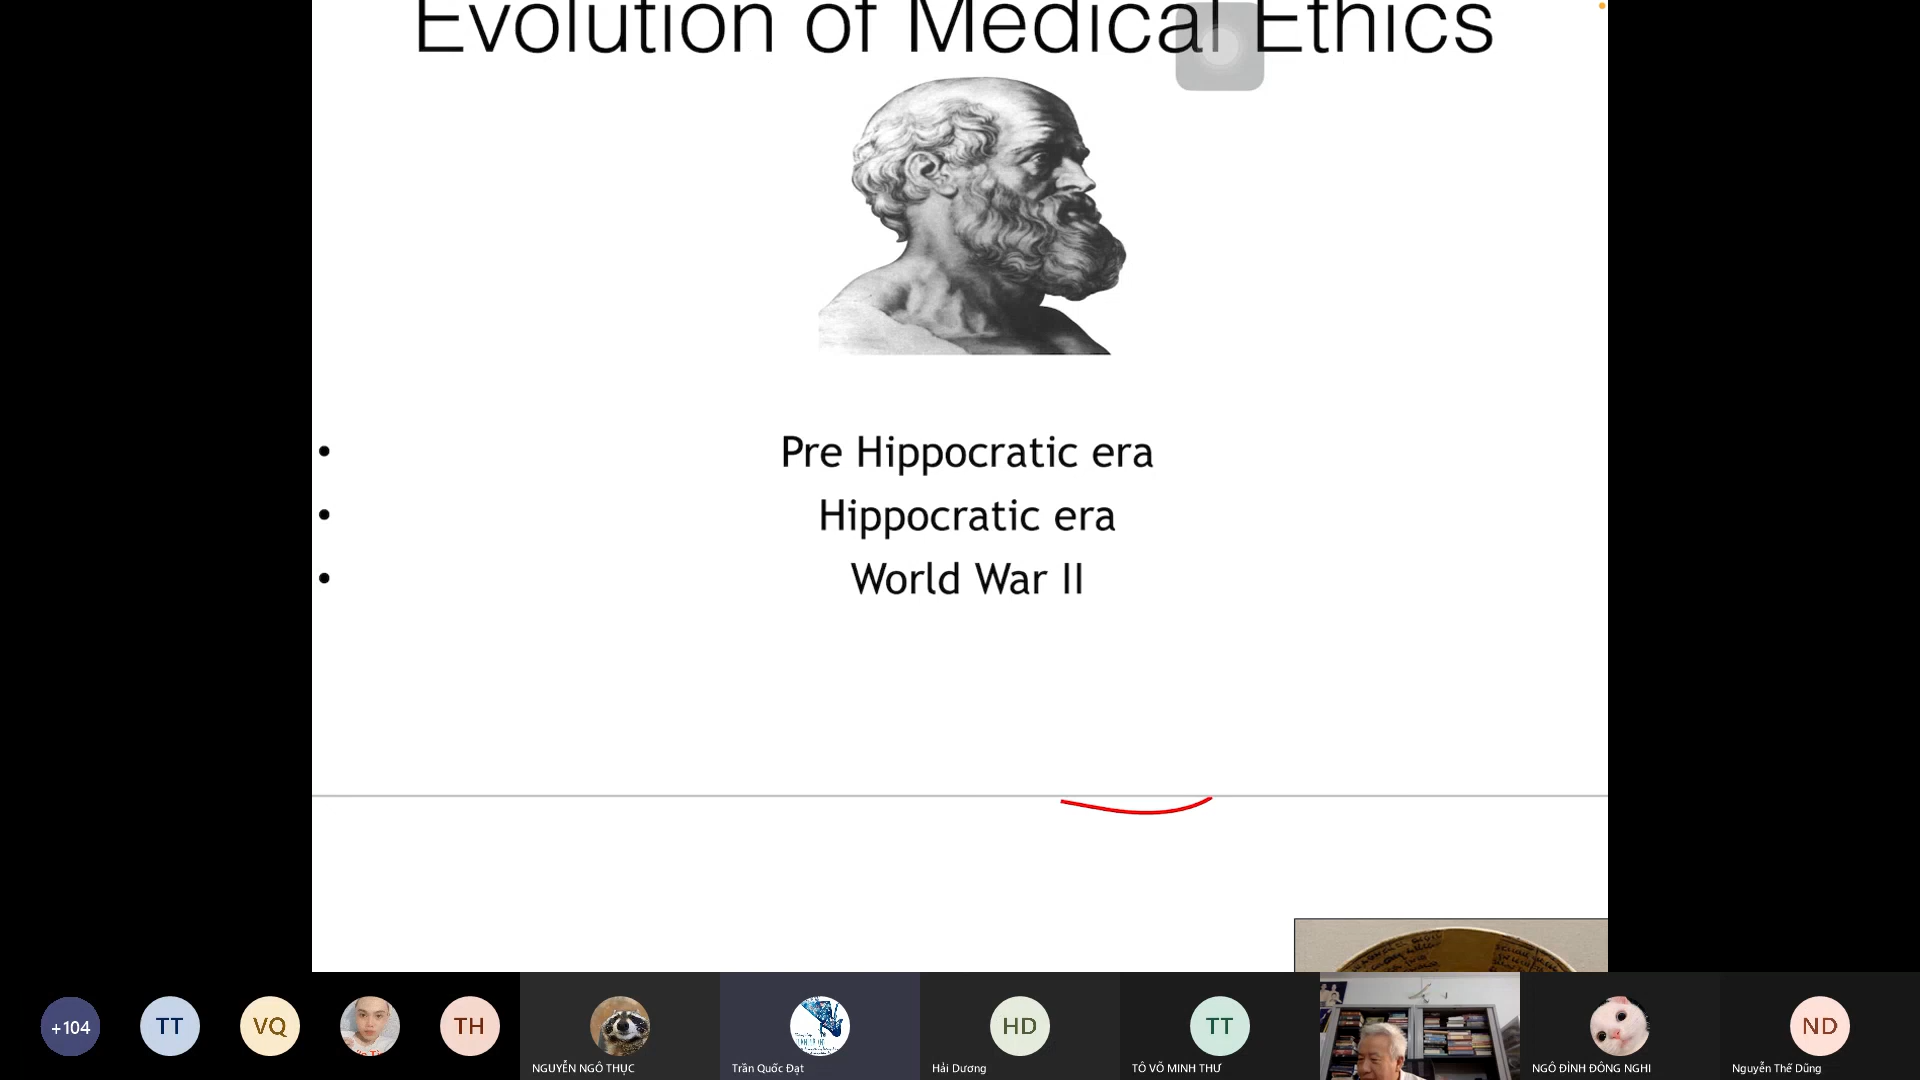 Evolution of Medical Ethics
• Pre Hippocratic era
• Hippocratic era
• World War II
+104
TT
VQ
TH
HD
TT
ND
NGUYỄN NGÔ THỤC
Trần Quốc Đạt
Hải Dương
TÔ VÕ MINH THƯ
NGÔ ĐÌNH ĐÔNG NGHI
Nguyễn Thế Dũng